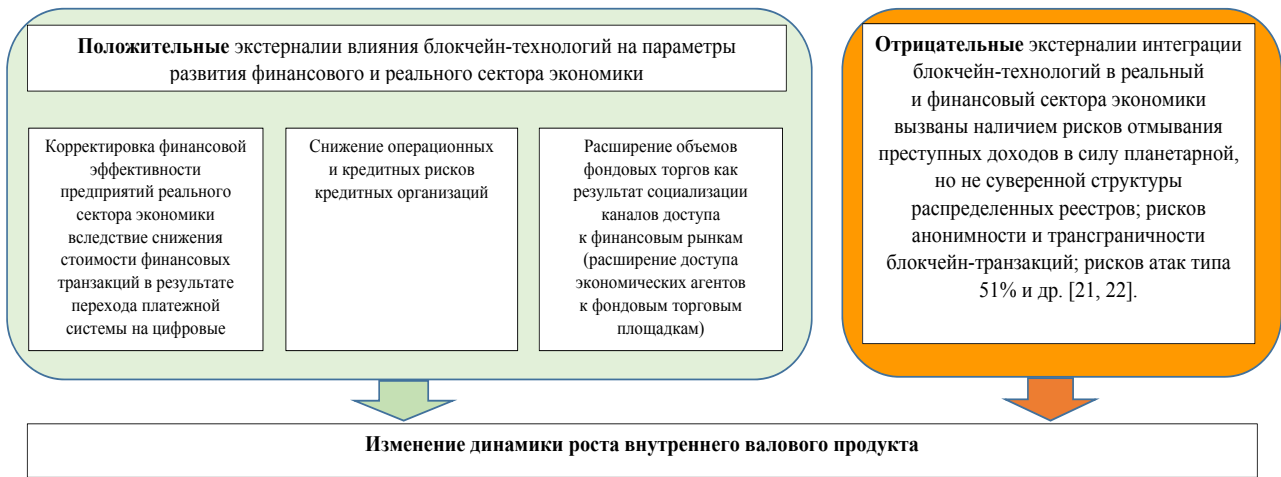 Положительные экстерналии влияния блокчейн-технологий на параметры
развития финансового и реального сектора экономики
Корректировка финансовой
эффективности
предприятий реального
сектора экономики
вследствие снижения
стоимости финансовых
транзакций в результате
перехода платежной
системы на цифровые
Снижение операционных
и кредитных рисков
кредитных организаций
Расширение объемов
фондовых торгов как
результат социализации
каналов доступа
к финансовым рынкам
(расширение доступа
экономических агентов
к фондовым торговым
площадкам)
Отрицательные экстерналии интеграции
блокчейн-технологий в реальный
и финансовый сектора экономики
вызваны наличием рисков отмывания
преступных доходов в силу планетарной,
но не суверенной структуры
распределенных реестров; рисков
анонимности и трансграничности
блокчейн-транзакций; рисков атак типа
51% и др. [21, 22].
Изменение динамики роста внутреннего валового продукта